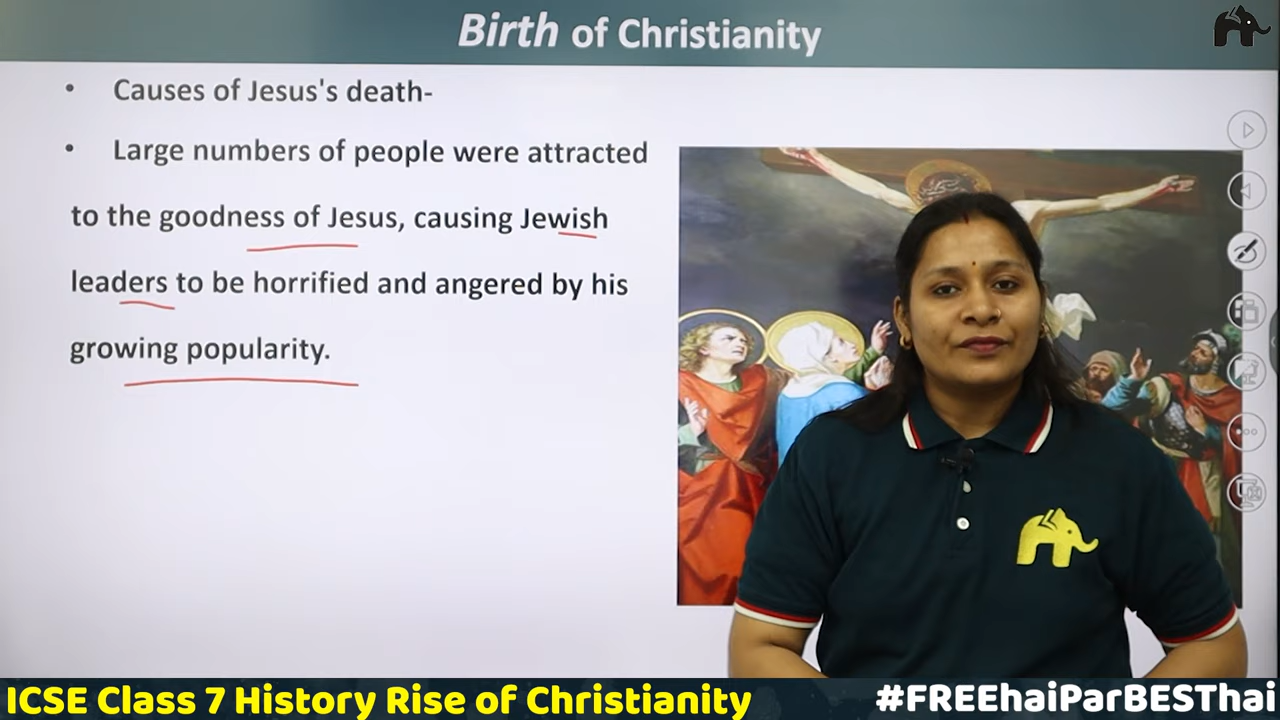 Birth of Christianity
• Causes of Jesus's death-
• Large numbers of people were attracted
to the goodness of Jesus, causing Jewish
leaders to be horrified and angered by his
growing popularity.
ICSE Class 7 History Rise of Christianity
#FREEhaiParBESThai